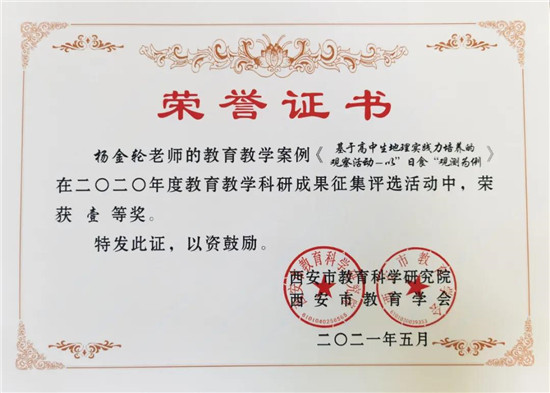 荣誉证书
杨金轮老师的教育教学案例《基于高中生地理实践力培养的
观察活动—以”日食“观测为例》
在二〇二〇年度教育教学科研成果征集评选活动中，荣
获 壹 等奖。
特发此证，以资鼓励。
西安市教育科学研究院
西安市教育学会
二〇二一年五月